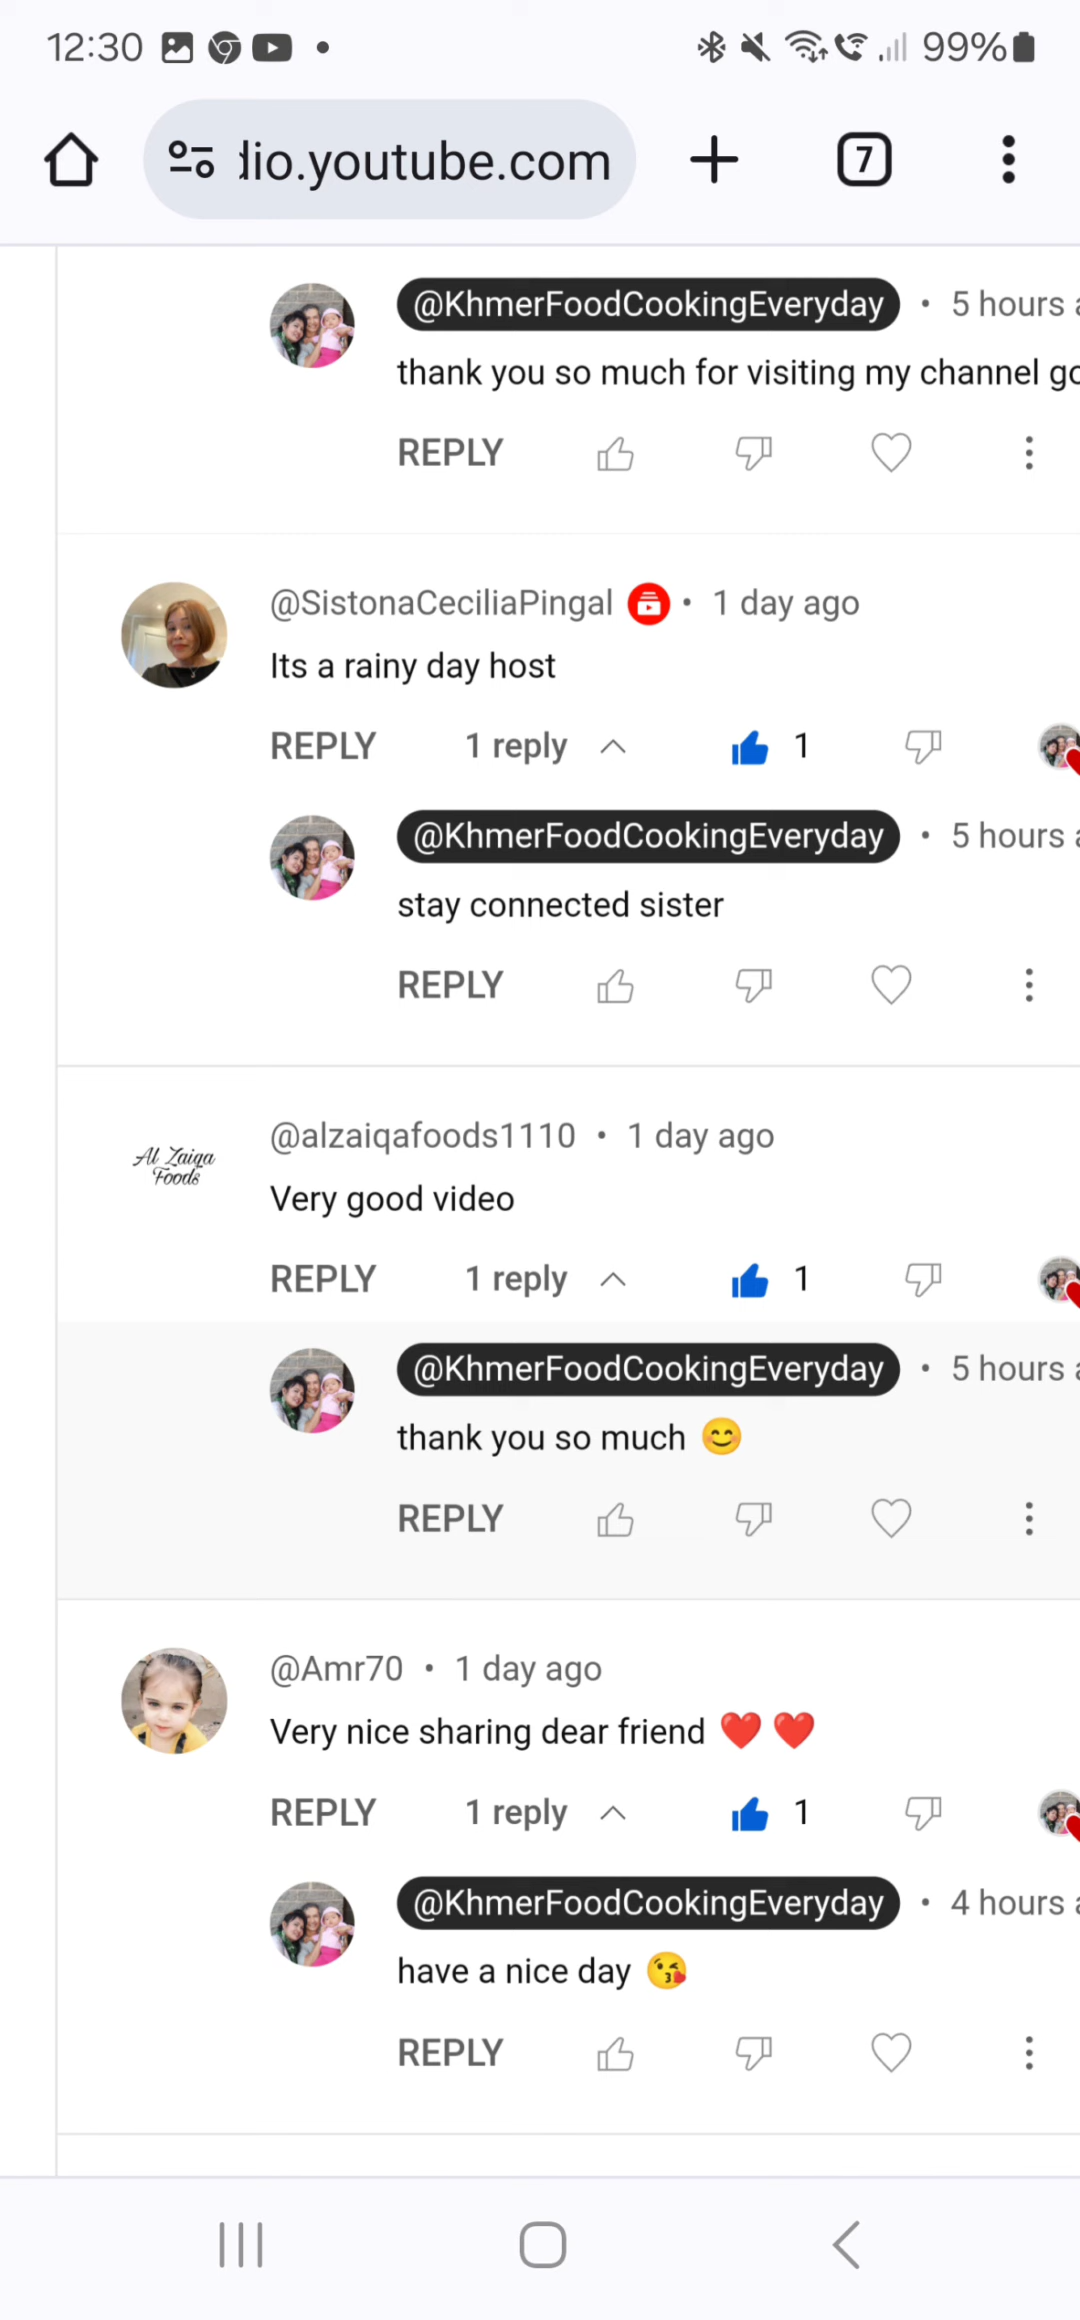 12:30
99%
dio.youtube.com
7
@KhmerFoodCookingEveryday • 5 hours
thank you so much for visiting my channel
REPLY
@SistonaCeciliaPingal • 1 day ago
Its a rainy day host
REPLY 1 reply 1
@KhmerFoodCookingEveryday • 5 hours
stay connected sister
REPLY
Al Zaiqa
Foods
@alzaiqafoods1110 • 1 day ago
Very good video
REPLY 1 reply 1
@KhmerFoodCookingEveryday • 5 hours
thank you so much 😊
REPLY
@Amr70 • 1 day ago
Very nice sharing dear friend ❤️ ❤️
REPLY 1 reply 1
@KhmerFoodCookingEveryday • 4 hours
have a nice day 😘
REPLY